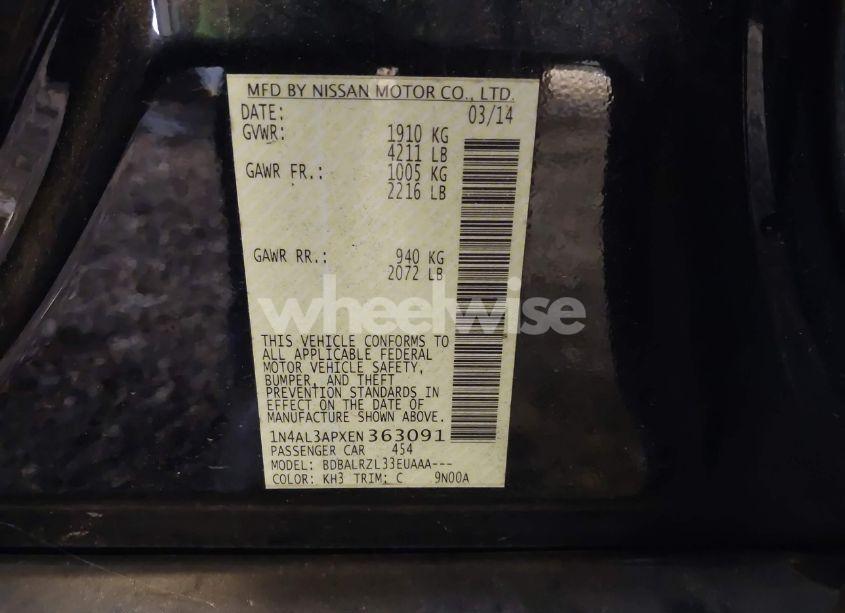 MFD BY NISSAN MOTOR CO., LTD.
DATE: 03/14
GVWR: 1910 KG
4211 LB
GAWR FR.: 1005 KG
2216 LB
GAWR RR.: 940 KG
2072 LB
wheelwise
THIS VEHICLE CONFORMS TO
ALL APPLICABLE FEDERAL
MOTOR VEHICLE SAFETY,
BUMPER, AND THEFT
PREVENTION STANDARDS IN
EFFECT ON THE DATE OF
MANUFACTURE SHOWN ABOVE.
1N4AL3APXEN363091
PASSENGER CAR 454
MODEL: BDBALRZL33EUAAA---
COLOR: KH3 TRIM: C 9N00A